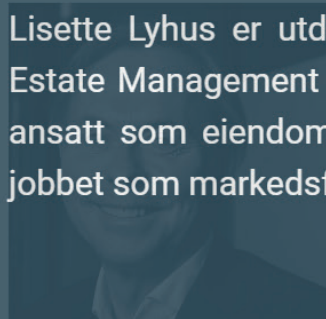 Lisette Lyhus er utd
Estate Management
ansatt som eiendom
jobbet som markedsf